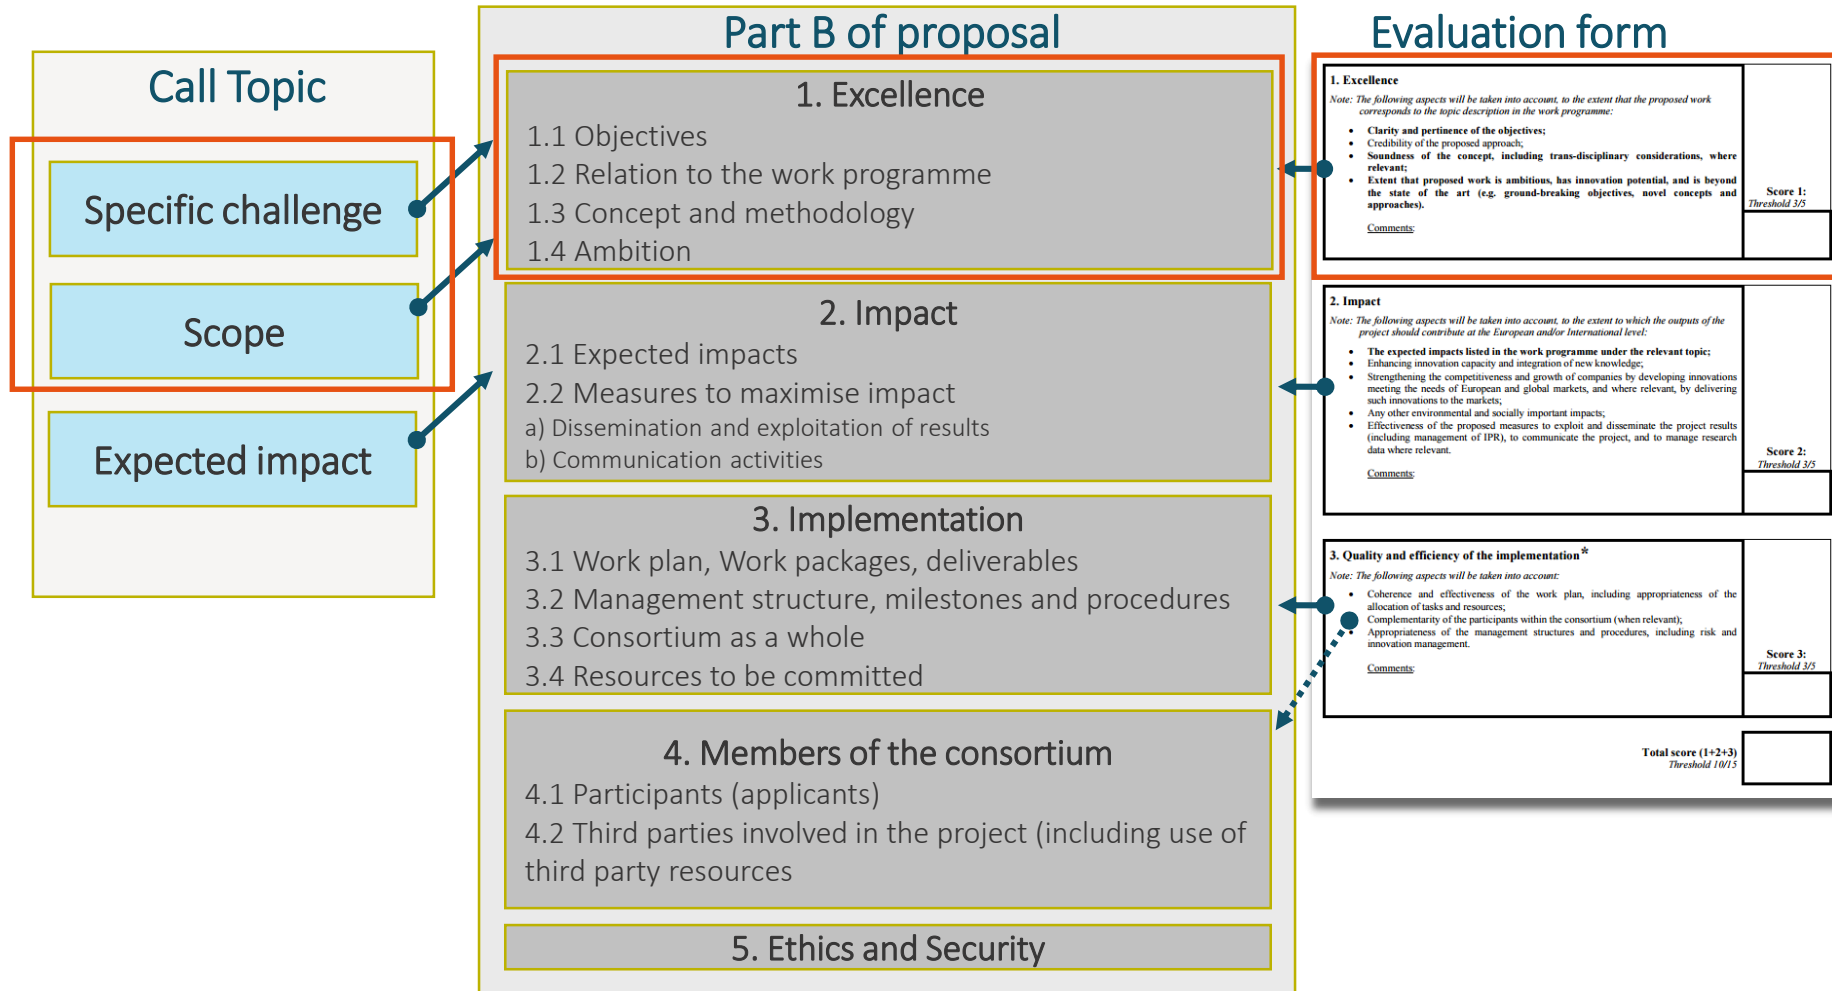 Call Topic
Specific challenge
Scope
Expected impact
Part B of proposal
1. Excellence
1.1 Objectives
1.2 Relation to the work programme
1.3 Concept and methodology
1.4 Ambition
2. Impact
2.1 Expected impacts
2.2 Measures to maximise impact
a) Dissemination and exploitation of results
b) Communication activities
3. Implementation
3.1 Work plan, Work packages, deliverables
3.2 Management structure, milestones and procedures
3.3 Consortium as a whole
3.4 Resources to be committed
4. Members of the consortium
4.1 Participants (applicants)
4.2 Third parties involved in the project (including use of
third party resources
5. Ethics and Security
Evaluation form
1. Excellence
Note: The following aspects will be taken into account, to the extent that the proposed work
corresponds to the topic description in the work programme:
• Clarity and pertinence of the objectives;
• Credibility of the proposed approach;
• Soundness of the concept, including trans-disciplinary considerations, where
relevant;
• Extent that proposed work is ambitious, has innovation potential, and is beyond
the state of the art (e.g. ground-breaking objectives, novel concepts and
approaches).
Comments:
Score 1:
Threshold 3/5
2. Impact
Note: The following aspects will be taken into account, to the extent to which the outputs of the
project should contribute at the European and/or International level:
• The expected impacts listed in the work programme under the relevant topic;
• Enhancing innovation capacity and integration of new knowledge;
• Strengthening the competitiveness and growth of companies by developing innovations
meeting the needs of European and global markets, and where relevant, by delivering
such innovations to the markets;
• Any other environmental and socially important impacts;
• Effectiveness of the proposed measures to exploit and disseminate the project results
(including management of IPR), to communicate the project, and to manage research
data where relevant.
Comments:
Score 2:
Threshold 3/5
3. Quality and efficiency of the implementation*
Note: The following aspects will be taken into account:
• Coherence and effectiveness of the work plan, including appropriateness of the
allocation of tasks and resources;
Complementarity of the participants within the consortium (when relevant);
• Appropriateness of the management structures and procedures, including risk and
innovation management.
Comments:
Score 3:
Threshold 3/5
Total score (1+2+3)
Threshold 10/15